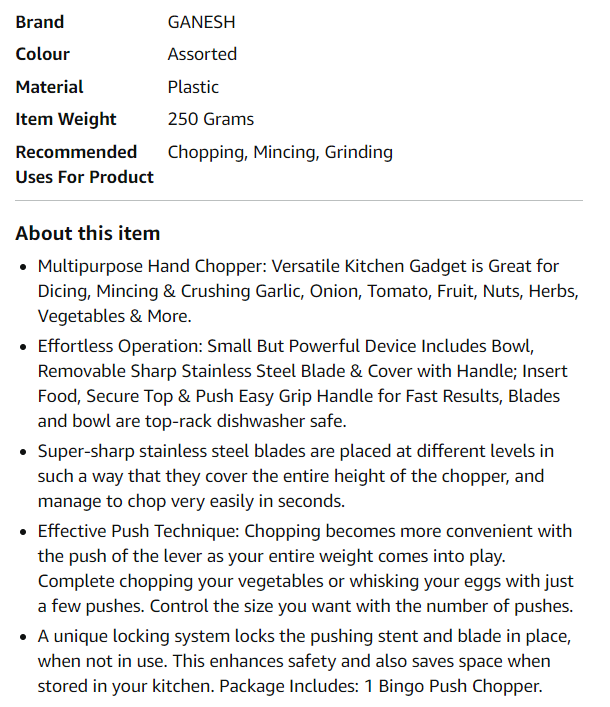 Brand GANESH
Colour Assorted
Material Plastic
Item Weight 250 Grams
Recommended Chopping, Mincing, Grinding
Uses For Product
About this item
• Multipurpose Hand Chopper: Versatile Kitchen Gadget is Great for
Dicing, Mincing & Crushing Garlic, Onion, Tomato, Fruit, Nuts, Herbs,
Vegetables & More.
• Effortless Operation: Small But Powerful Device Includes Bowl,
Removable Sharp Stainless Steel Blade & Cover with Handle; Insert
Food, Secure Top & Push Easy Grip Handle for Fast Results, Blades
and bowl are top-rack dishwasher safe.
• Super-sharp stainless steel blades are placed at different levels in
such a way that they cover the entire height of the chopper, and
manage to chop very easily in seconds.
• Effective Push Technique: Chopping becomes more convenient with
the push of the lever as your entire weight comes into play.
Complete chopping your vegetables or whisking your eggs with just
a few pushes. Control the size you want with the number of pushes.
• A unique locking system locks the pushing stent and blade in place,
when not in use. This enhances safety and also saves space when
stored in your kitchen. Package Includes: 1 Bingo Push Chopper.